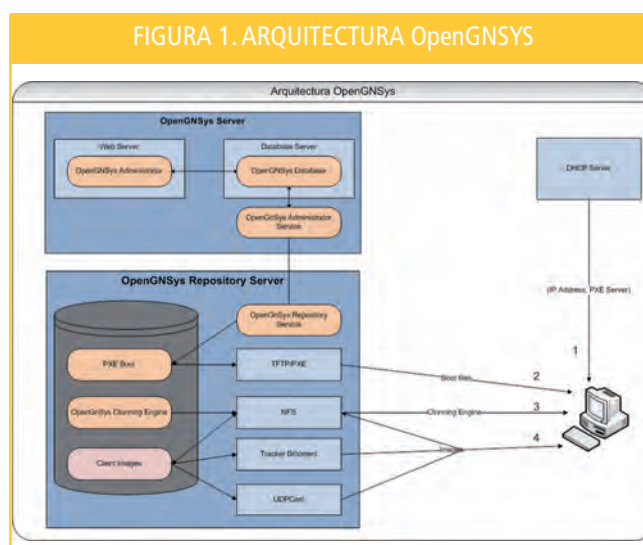 FIGURA 1. ARQUITECTURA OpenGNSYS
Arquitectura OpenGNSys
OpenGNSys Server
Web Server
Database Server
OpenGNSys Administrator
OpenGNSys Database
OpenGnSys Administrator
Service
DHCP Server
(IP Address, PXE Server)
OpenGNSys Repository Server
OpenGnSys Repository
Service
1
PXE Boot
TFTP/PXE
Boot files
2
OpenGnSys Clonning Engine
NFS
Clonning Engine
3
Client Images
Tracker Bittorrent
Images
4
UDPCast